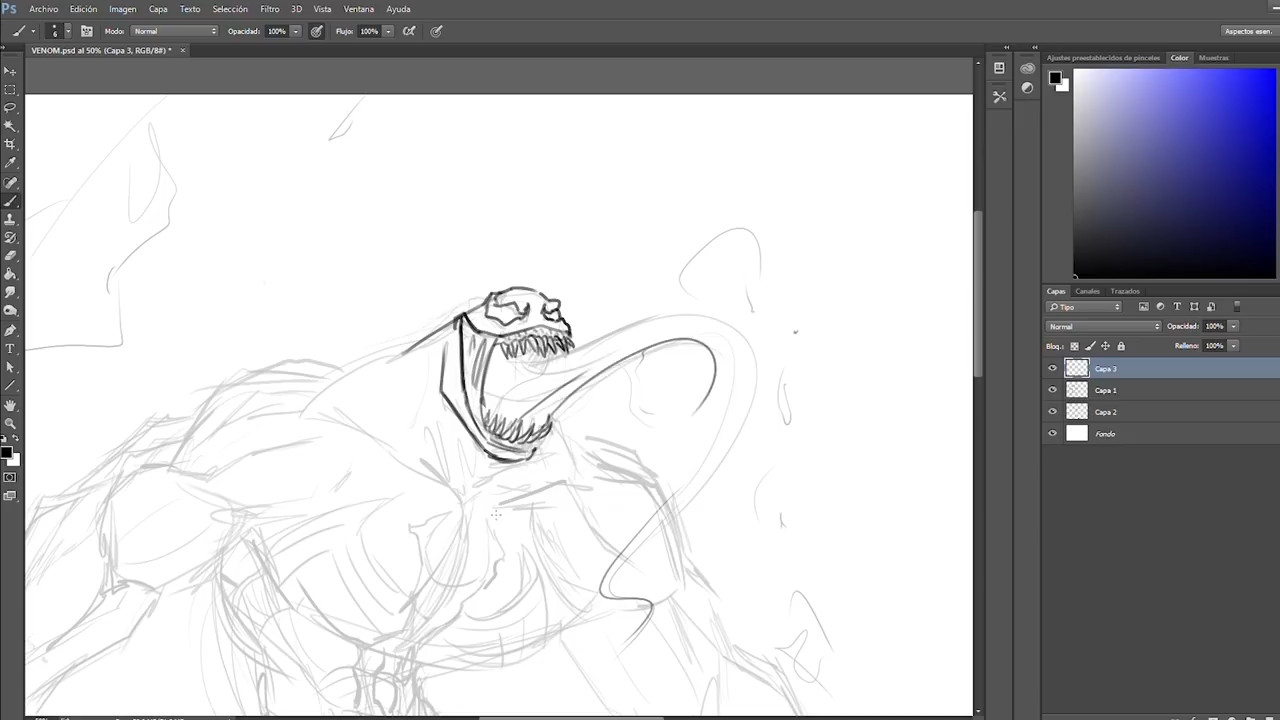 Ps Archivo Edición Imagen Capa Texto Selección Filtro 3D Vista Ventana Ayuda
6 Modo: Normal Opacidad: 100% Flujo: 100% Aspectos esen.
VENOM.psd al 50% (Capa 3, RGB/8#) * ×
Ajustes preestablecidos de pinceles Color Muestras
Capas Canales Trazados
Tipo
Normal Opacidad: 100%
Bloq.: Relleno: 100%
Capa 3
Capa 1
Capa 2
Fondo
T